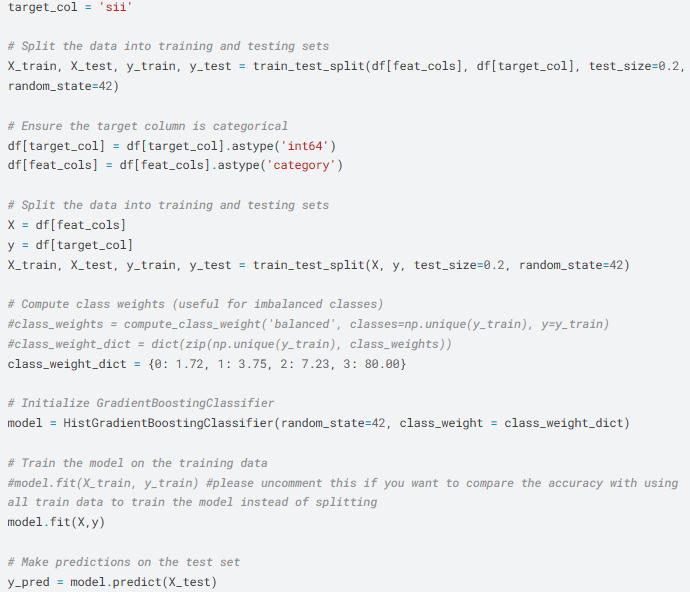 target_col = 'sii'
# Split the data into training and testing sets
X_train, X_test, y_train, y_test = train_test_split(df[feat_cols], df[target_col], test_size=0.2,
random_state=42)
# Ensure the target column is categorical
df[target_col] = df[target_col].astype('int64')
df[feat_cols] = df[feat_cols].astype('category')
# Split the data into training and testing sets
X = df[feat_cols]
y = df[target_col]
X_train, X_test, y_train, y_test = train_test_split(X, y, test_size=0.2, random_state=42)
# Compute class weights (useful for imbalanced classes)
#class_weights = compute_class_weight('balanced', classes=np.unique(y_train), y=y_train)
#class_weight_dict = dict(zip(np.unique(y_train), class_weights))
class_weight_dict = {0: 1.72, 1: 3.75, 2: 7.23, 3: 80.00}
# Initialize GradientBoostingClassifier
model = HistGradientBoostingClassifier(random_state=42, class_weight = class_weight_dict)
# Train the model on the training data
#model.fit(X_train, y_train) #please uncomment this if you want to compare the accuracy with using
all train data to train the model instead of splitting
model.fit(X,y)
# Make predictions on the test set
y_pred = model.predict(X_test)